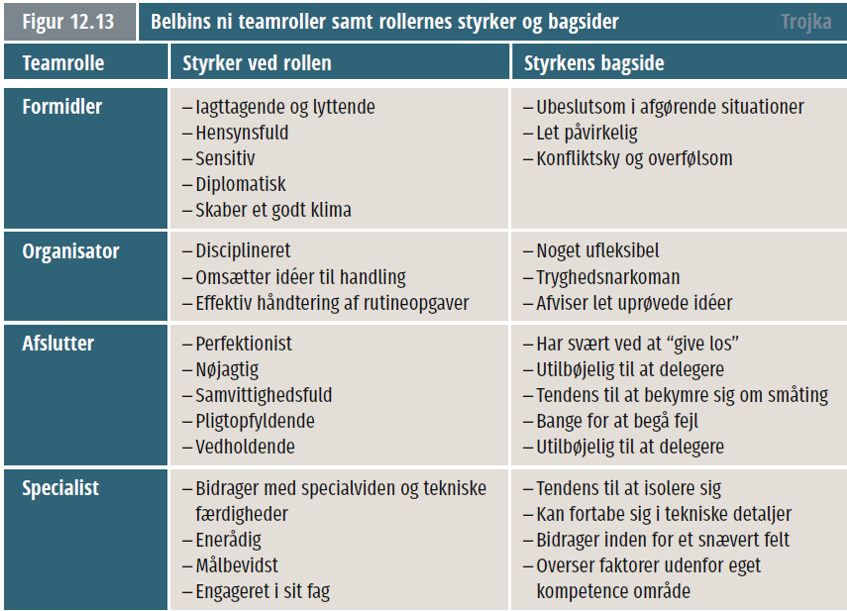 Figur 12.13 Belbins ni teamroller samt rollernes styrker og bagsider Trojka
Teamrolle Styrker ved rollen Styrkens bagside
Formidler
– Iagttagende og lyttende
– Hensynsfuld
– Sensitiv
– Diplomatisk
– Skaber et godt klima
– Ubeslutsom i afgørende situationer
– Let påvirkelig
– Konfliktsky og overfølsom
Organisator
– Disciplineret
– Omsætter idéer til handling
– Effektiv håndtering af rutineopgaver
– Noget ufleksibel
– Tryghedsnarkoman
– Afviser let uprøvede idéer
Afslutter
– Perfektionist
– Nøjagtig
– Samvittighedsfuld
– Pligtopfyldende
– Vedholdende
– Har svært ved at “give los”
– Utilbøjelig til at delegere
– Tendens til at bekymre sig om småting
– Bange for at begå fejl
– Utilbøjelig til at delegere
Specialist
– Bidrager med specialviden og tekniske
færdigheder
– Enerådig
– Målbevidst
– Engageret i sit fag
– Tendens til at isolere sig
– Kan fortabe sig i tekniske detaljer
– Bidrager inden for et snævert felt
– Overser faktorer udenfor eget
kompetence område